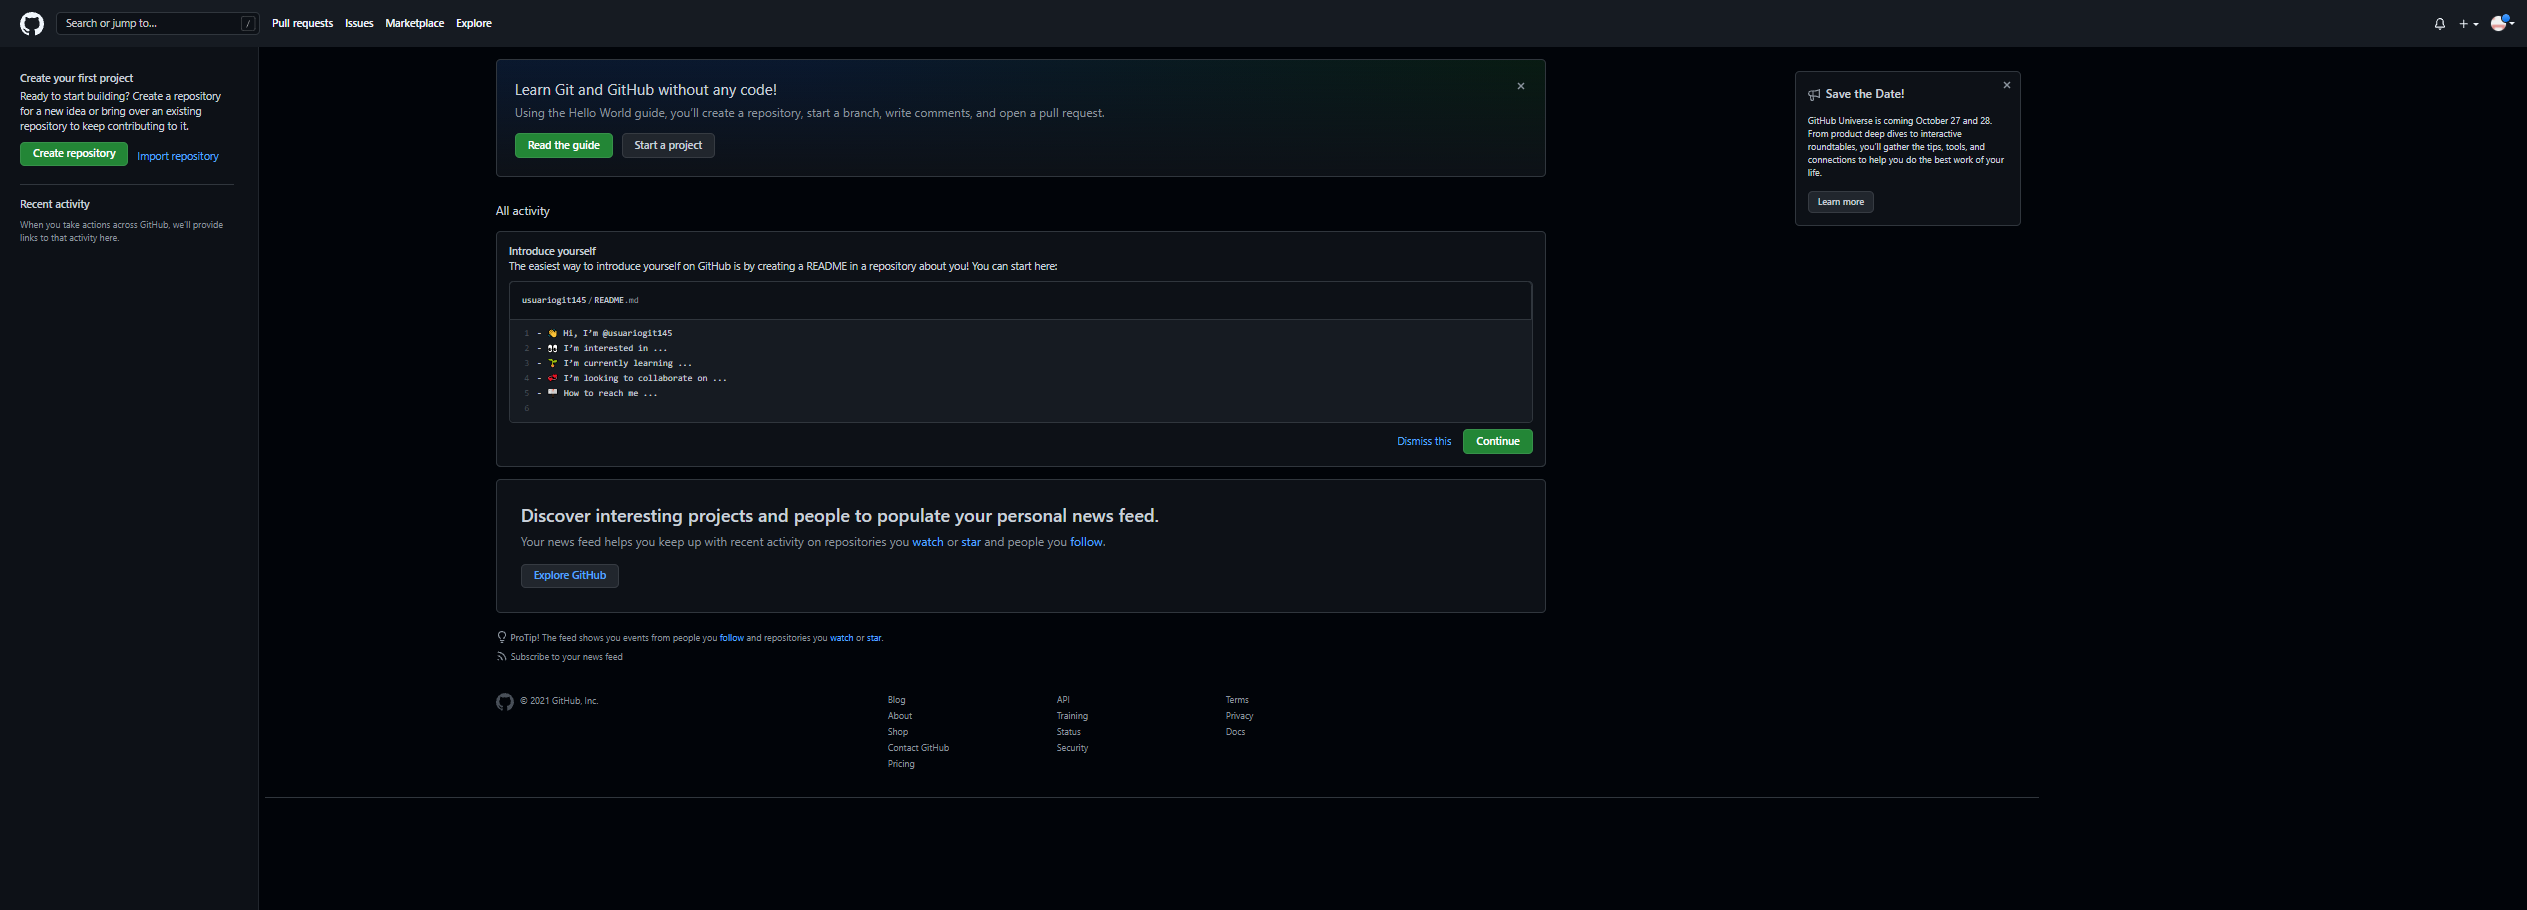 Search or jump to... /
Pull requests Issues Marketplace Explore
Create your first project
Ready to start building? Create a repository
for a new idea or bring over an existing
repository to keep contributing to it.
Create repository Import repository
Recent activity
When you take actions across GitHub, we'll provide
links to that activity here.
Learn Git and GitHub without any code!
Using the Hello World guide, you'll create a repository, start a branch, write comments, and open a pull request.
Read the guide Start a project
All activity
Introduce yourself
The easiest way to introduce yourself on GitHub is by creating a README in a repository about you! You can start here:
usuariogit145 / README.md
1 - 👋 Hi, I'm @usuariogit145
2 - 👀 I'm interested in ...
3 - 🌱 I'm currently learning ...
4 - 💞️ I'm looking to collaborate on ...
5 - 📫 How to reach me ...
6
Dismiss this Continue
Discover interesting projects and people to populate your personal news feed.
Your news feed helps you keep up with recent activity on repositories you watch or star and people you follow.
Explore GitHub
ProTip! The feed shows you events from people you follow and repositories you watch or star.
Subscribe to your news feed
© 2021 GitHub, Inc.
Blog
About
Shop
Contact GitHub
Pricing
API
Training
Status
Security
Terms
Privacy
Docs
Save the Date!
GitHub Universe is coming October 27 and 28.
From product deep dives to interactive
roundtables, you'll gather the tips, tools, and
connections to help you do the best work of your
life.
Learn more